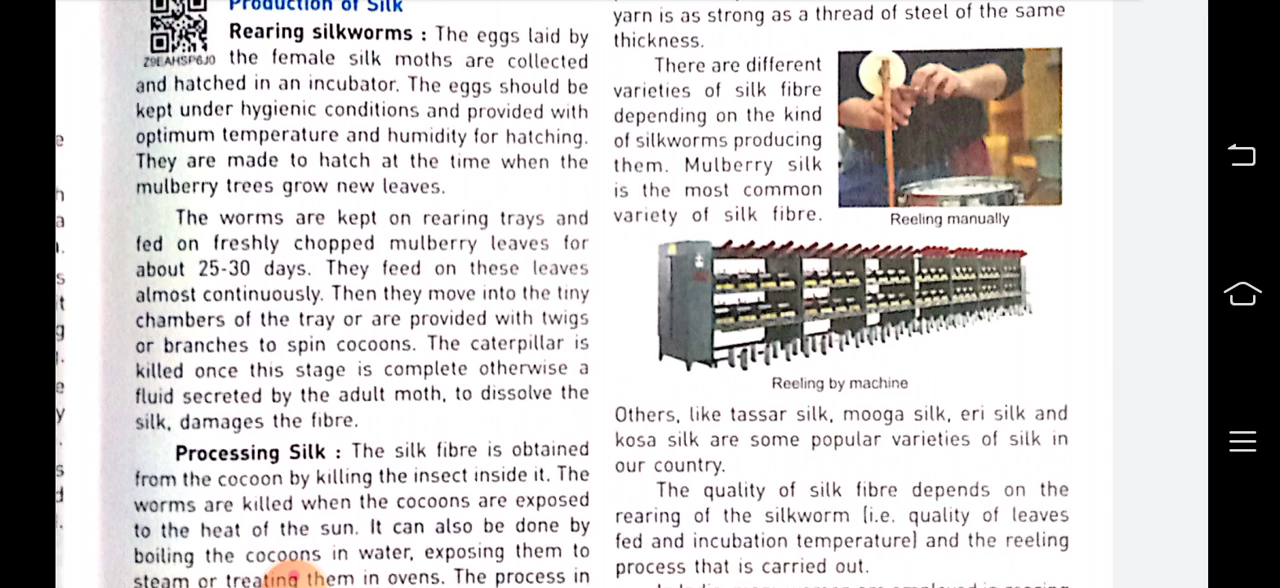 Production of Silk
Rearing silkworms : The eggs laid by
Z9EAHSP6J0 the female silk moths are collected
and hatched in an incubator. The eggs should be
kept under hygienic conditions and provided with
optimum temperature and humidity for hatching.
They are made to hatch at the time when the
mulberry trees grow new leaves.
The worms are kept on rearing trays and
fed on freshly chopped mulberry leaves for
about 25-30 days. They feed on these leaves
almost continuously. Then they move into the tiny
chambers of the tray or are provided with twigs
or branches to spin cocoons. The caterpillar is
killed once this stage is complete otherwise a
fluid secreted by the adult moth, to dissolve the
silk, damages the fibre.
Processing Silk : The silk fibre is obtained
from the cocoon by killing the insect inside it. The
worms are killed when the cocoons are exposed
to the heat of the sun. It can also be done by
boiling the cocoons in water, exposing them to
steam or treating them in ovens. The process in
yarn is as strong as a thread of steel of the same
thickness.
There are different
varieties of silk fibre
depending on the kind
of silkworms producing
them. Mulberry silk
is the most common
variety of silk fibre.
Reeling manually
Reeling by machine
Others, like tassar silk, mooga silk, eri silk and
kosa silk are some popular varieties of silk in
our country.
The quality of silk fibre depends on the
rearing of the silkworm (i.e. quality of leaves
fed and incubation temperature) and the reeling
process that is carried out.